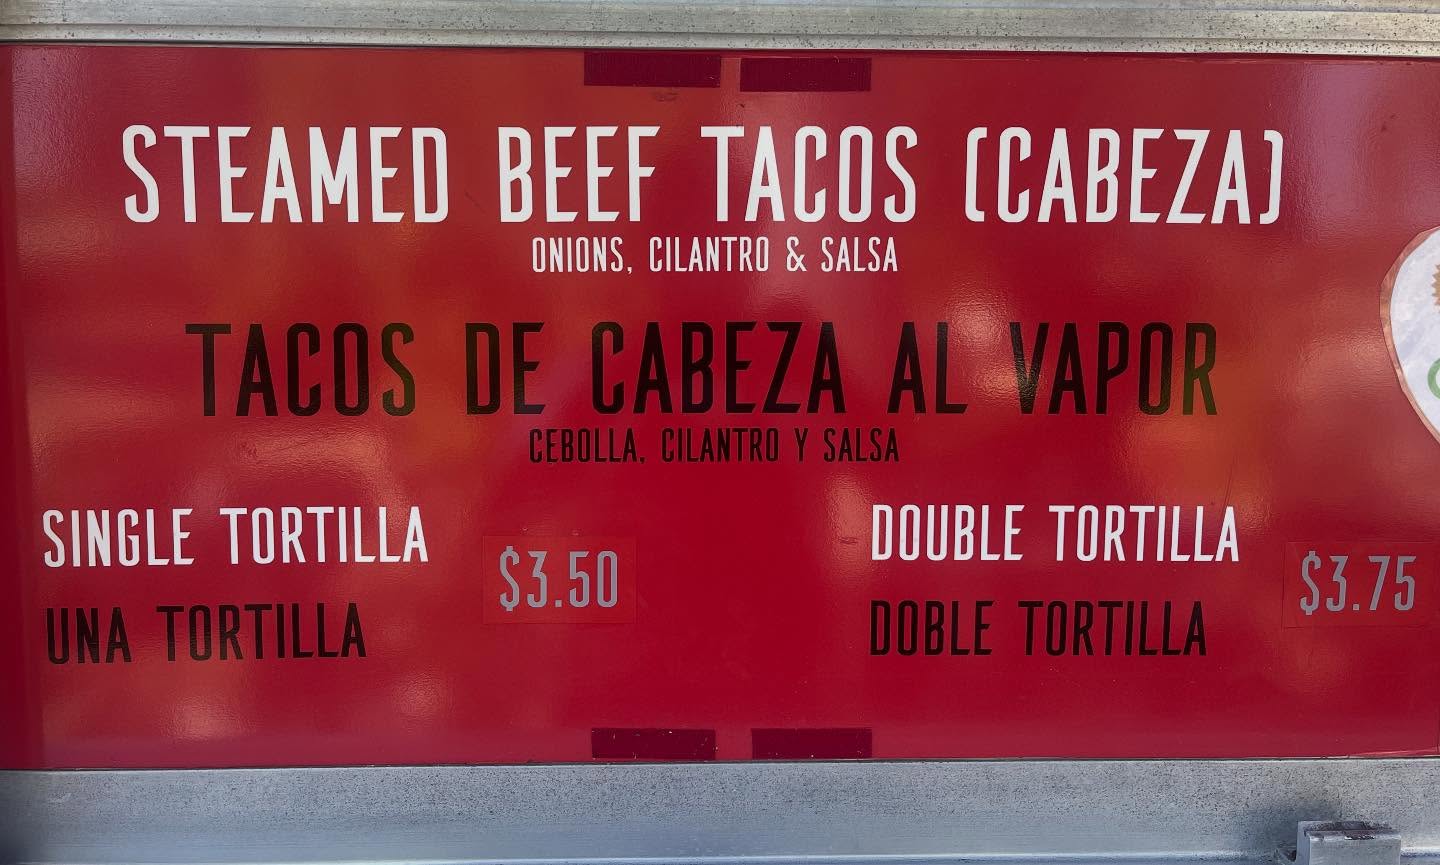 STEAMED BEEF TACOS (CABEZA)
ONIONS, CILANTRO & SALSA
TACOS DE CABEZA AL VAPOR
CEBOLLA, CILANTRO Y SALSA
SINGLE TORTILLA
UNA TORTILLA
$3.50
DOUBLE TORTILLA
DOBLE TORTILLA
$3.75